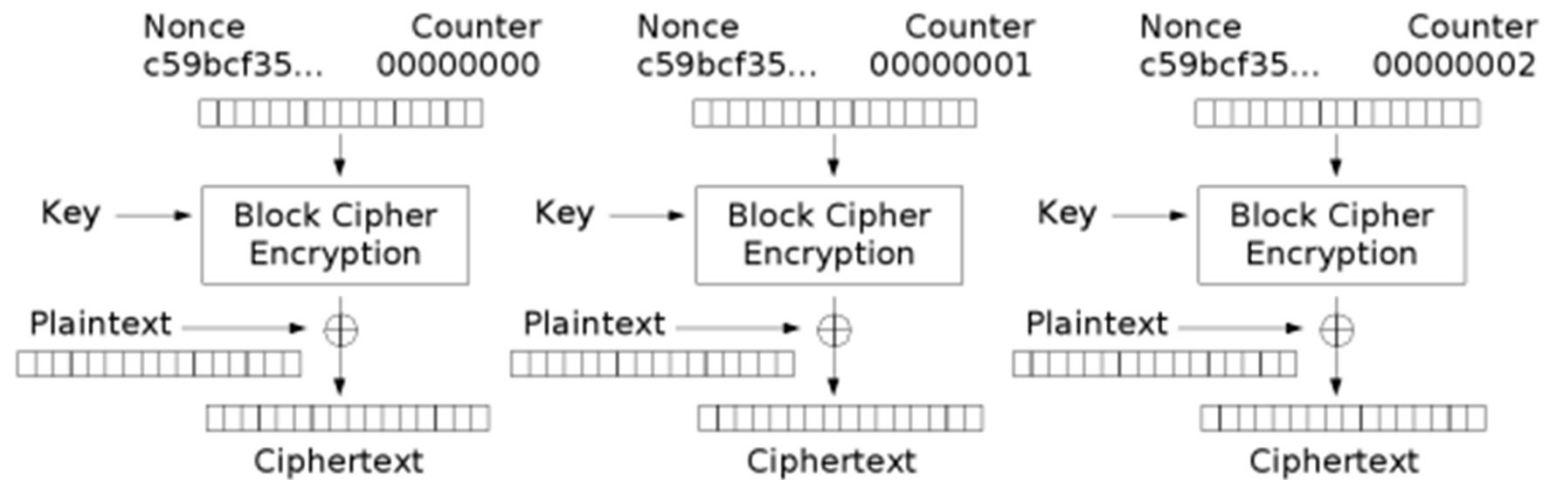 Nonce Counter Nonce Counter Nonce Counter
c59bcf35... 00000000 c59bcf35... 00000001 c59bcf35... 00000002
Key Block Cipher Encryption Key Block Cipher Encryption Key Block Cipher Encryption
Plaintext Plaintext Plaintext
Ciphertext Ciphertext Ciphertext